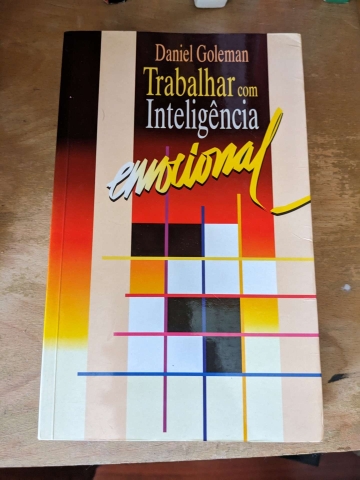 Daniel Goleman
Trabalhar com
Inteligência
emocional